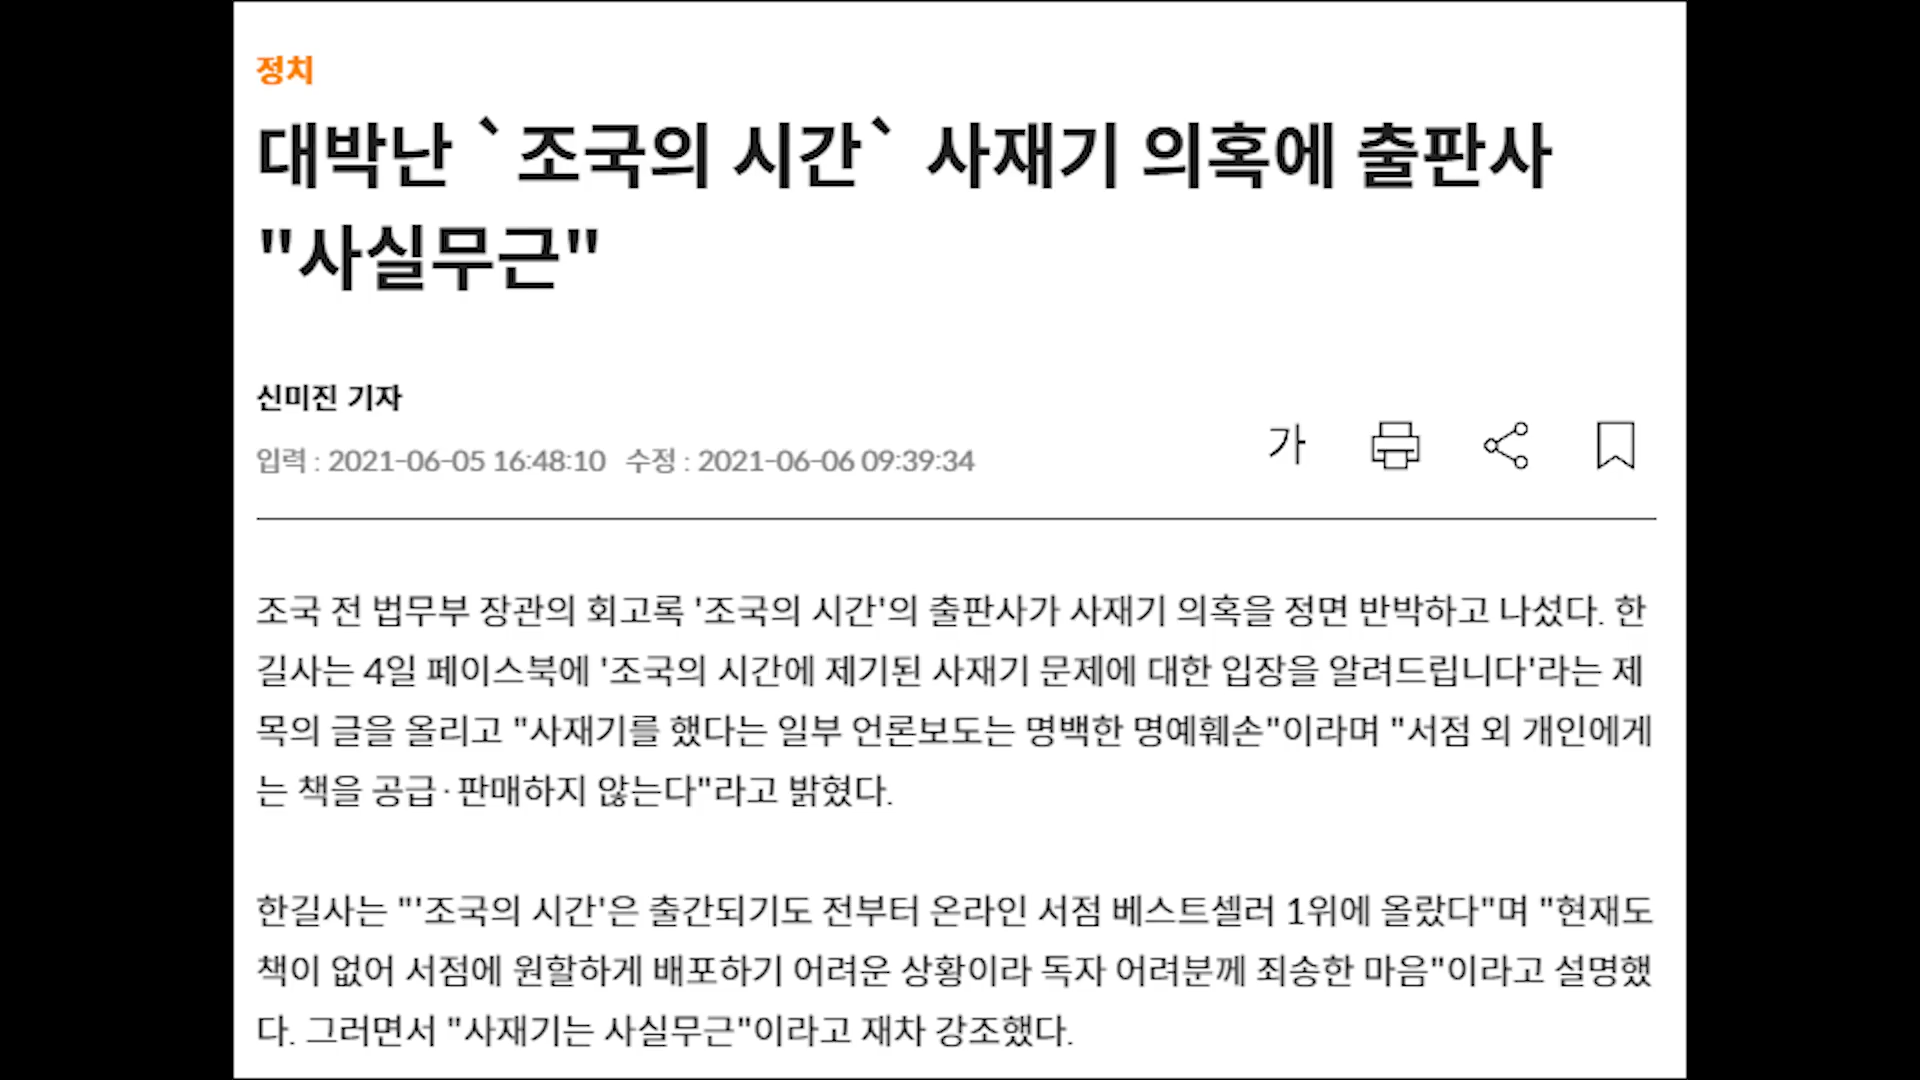 정치
대박난 `조국의 시간` 사재기 의혹에 출판사
"사실무근"
신미진 기자
입력 : 2021-06-05 16:48:10 수정 : 2021-06-06 09:39:34
가
조국 전 법무부 장관의 회고록 '조국의 시간'의 출판사가 사재기 의혹을 정면 반박하고 나섰다. 한
길사는 4일 페이스북에 '조국의 시간에 제기된 사재기 문제에 대한 입장을 알려드립니다'라는 제
목의 글을 올리고 "사재기를 했다는 일부 언론보도는 명백한 명예훼손"이라며 "서점 외 개인에게
는 책을 공급·판매하지 않는다"라고 밝혔다.
한길사는 "'조국의 시간'은 출간되기도 전부터 온라인 서점 베스트셀러 1위에 올랐다"며 "현재도
책이 없어 서점에 원할하게 배포하기 어려운 상황이라 독자 어려분께 죄송한 마음"이라고 설명했
다. 그러면서 "사재기는 사실무근"이라고 재차 강조했다.